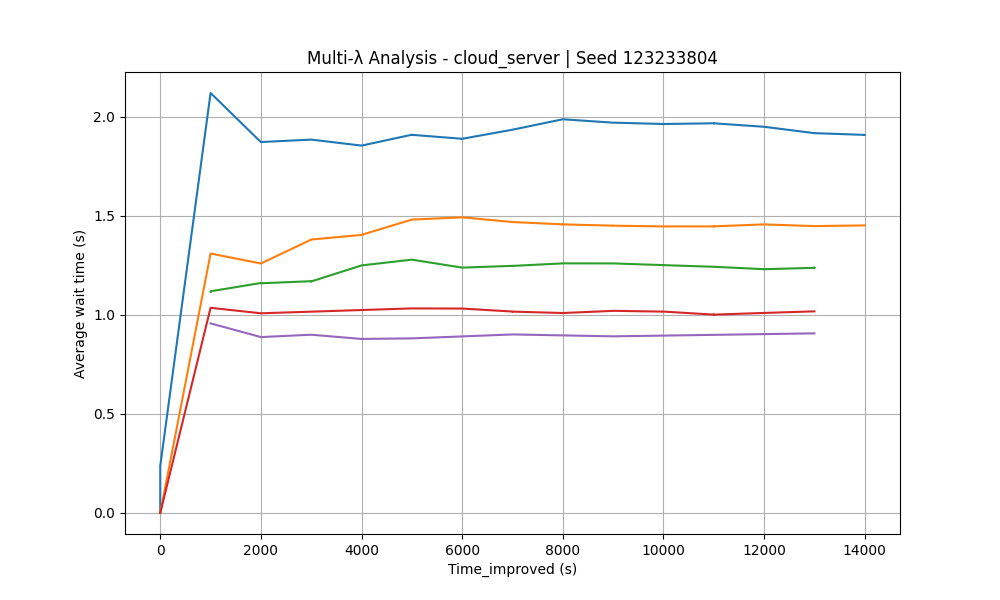 Multi-λ Analysis - cloud_server | Seed 123233804
Average wait time (s)
2.0
1.5
1.0
0.5
0.0
0 2000 4000 6000 8000 10000 12000 14000
Time_improved (s)